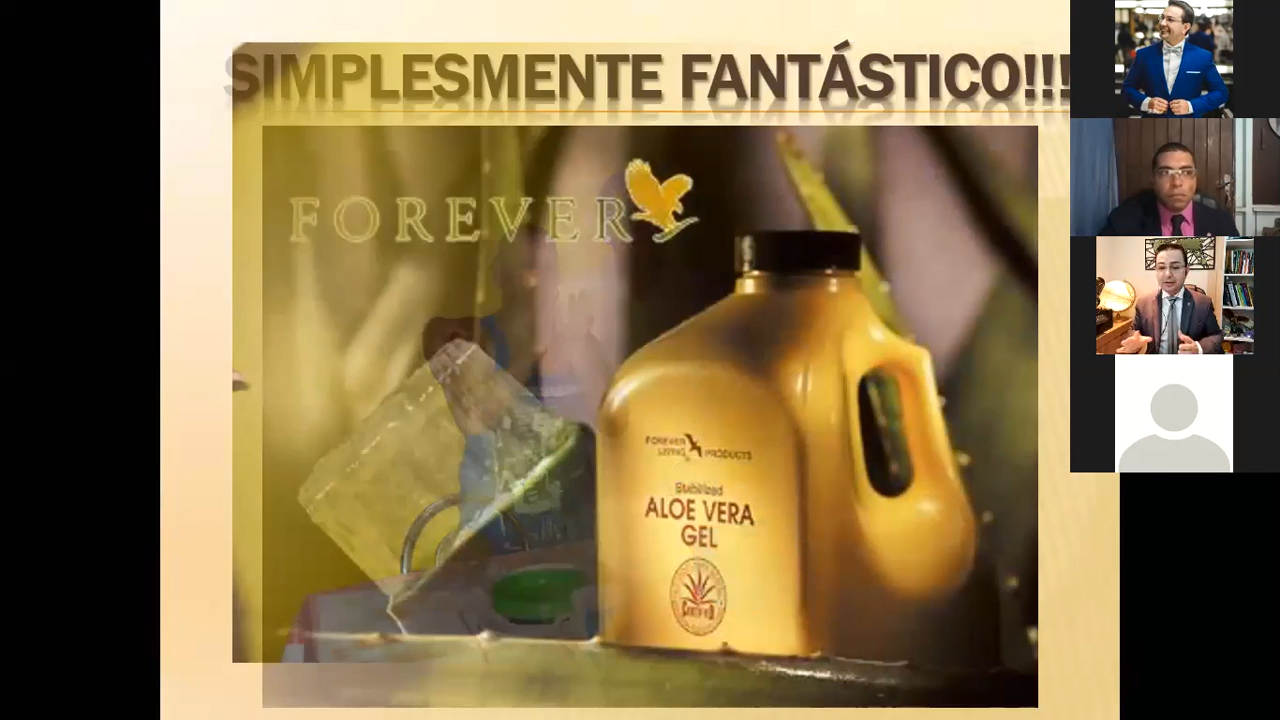 SIMPLESMENTE FANTÁSTICO!!!
FOREVER
FOREVER
LIVING PRODUCTS
Stabilized
ALOE VERA
GEL